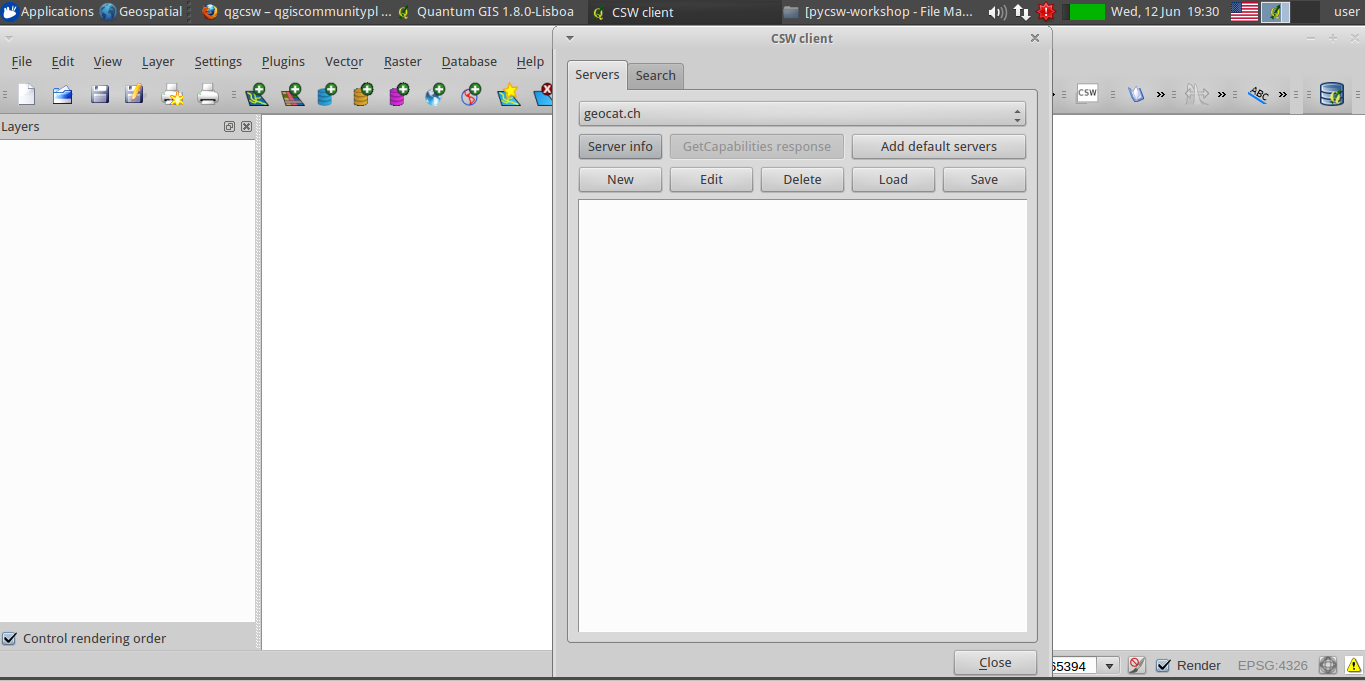 Applications Geospatial qgcsw – qgiscommunitypl ... Quantum GIS 1.8.0-Lisboa CSW client [pycsw-workshop - File Ma... Wed, 12 Jun 19:30 user
CSW client
File Edit View Layer Settings Plugins Vector Raster Database Help
Servers Search
CSW
ABC
geocat.ch
Layers
Server info GetCapabilities response Add default servers
New Edit Delete Load Save
Control rendering order
Close
65394 Render EPSG:4326